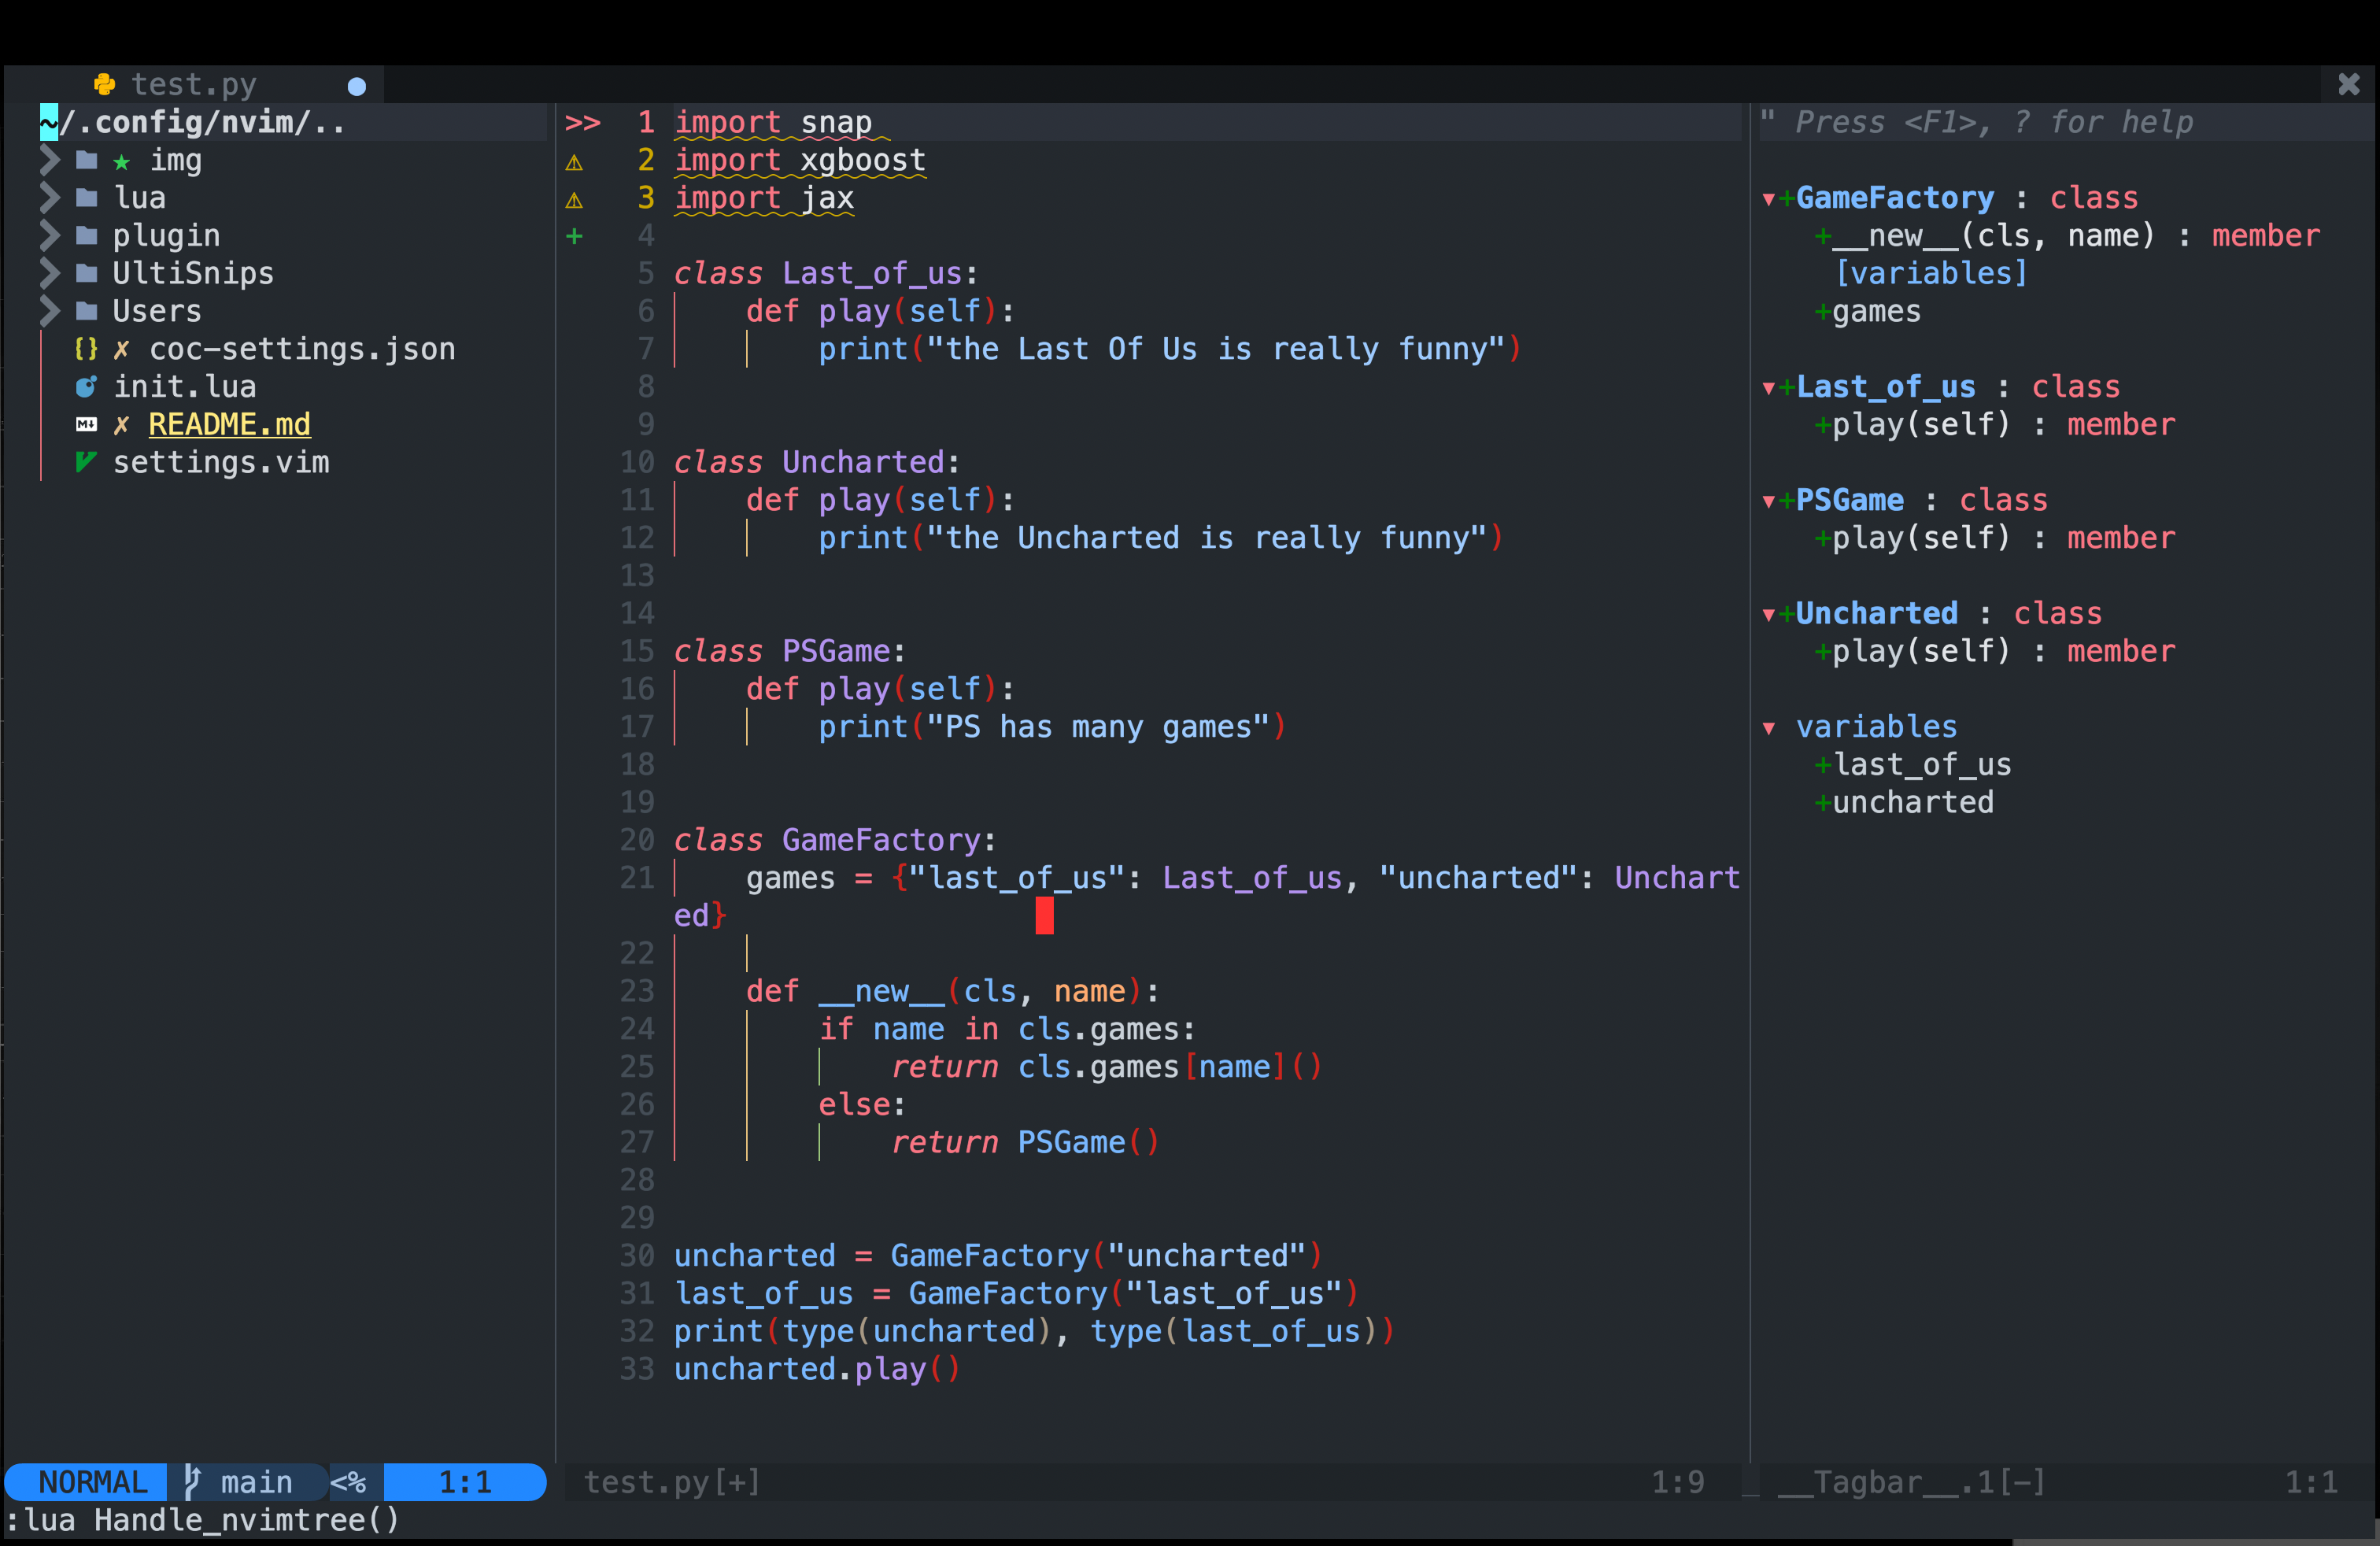 test.py
~/.config/nvim/..
img
lua
plugin
UltiSnips
Users
{} ✗ coc-settings.json
init.lua
M↓ ✗ README.md
settings.vim
>> 1 import snap
2 import xgboost
3 import jax
+ 4
5 class Last_of_us:
6 def play(self):
7 print("the Last Of Us is really funny")
8
9
10 class Uncharted:
11 def play(self):
12 print("the Uncharted is really funny")
13
14
15 class PSGame:
16 def play(self):
17 print("PS has many games")
18
19
20 class GameFactory:
21 games = {"last_of_us": Last_of_us, "uncharted": Unchart
ed}
22
23 def __new__(cls, name):
24 if name in cls.games:
25 return cls.games[name]()
26 else:
27 return PSGame()
28
29
30 uncharted = GameFactory("uncharted")
31 last_of_us = GameFactory("last_of_us")
32 print(type(uncharted), type(last_of_us))
33 uncharted.play()
" Press <F1>, ? for help
▼+GameFactory : class
+__new__(cls, name) : member
[variables]
+games
▼+Last_of_us : class
+play(self) : member
▼+PSGame : class
+play(self) : member
▼+Uncharted : class
+play(self) : member
▼ variables
+last_of_us
+uncharted
NORMAL main <% 1:1
test.py[+] 1:9
__Tagbar__.1[-] 1:1
:lua Handle_nvimtree()